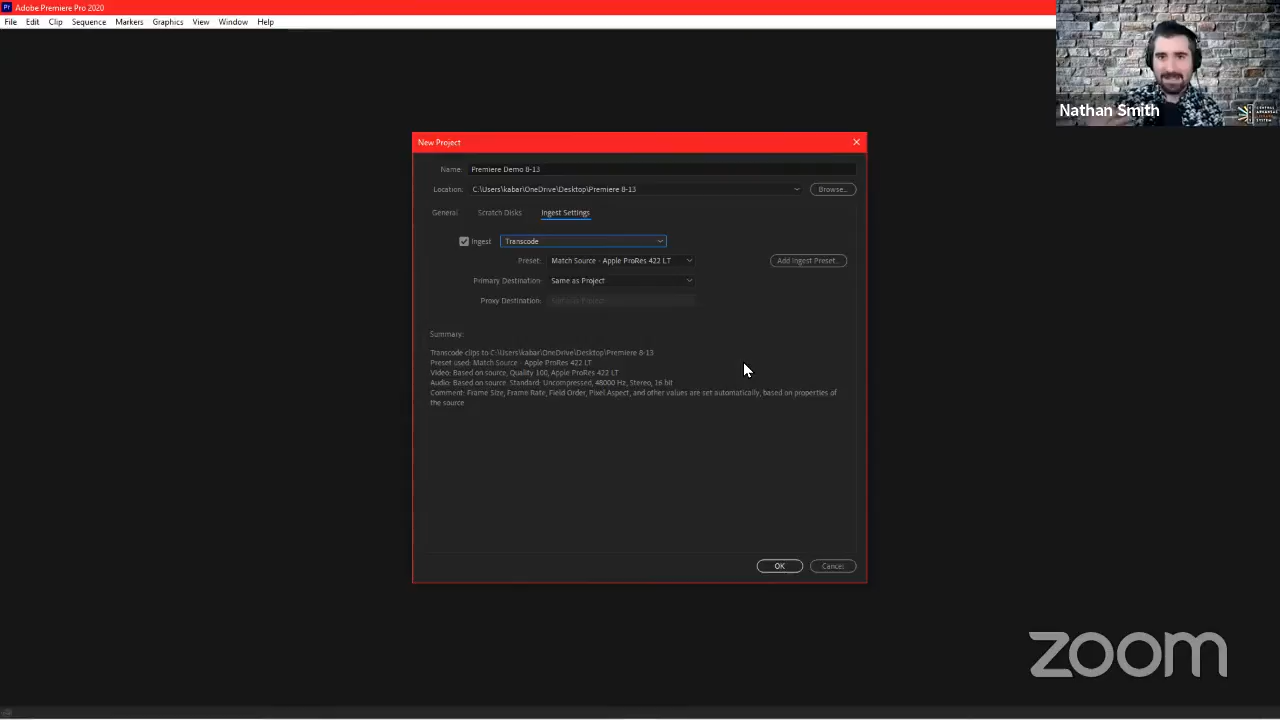 Adobe Premiere Pro 2020
File Edit Clip Sequence Markers Graphics View Window Help
Nathan Smith
New Project
Name: Premiere Demo 8-13
Location: C:\Users\kabar\OneDrive\Desktop\Premiere 8-13 Browse...
General Scratch Disks Ingest Settings
Ingest Transcode
Preset: Match Source - Apple ProRes 422 LT Add Ingest Preset...
Primary Destination: Same as Project
Proxy Destination:
Summary:
Transcode clips to C:\Users\kabar\OneDrive\Desktop\Premiere 8-13
Preset used: Match Source - Apple ProRes 422 LT
Video: Based on source, Quality 100, Apple ProRes 422 LT
Audio: Based on source. Standard: Uncompressed, 48000 Hz, Stereo, 16 bit
Comment: Frame Size, Frame Rate, Field Order, Pixel Aspect, and other values are set automatically, based on properties of
the source
OK Cancel
zoom